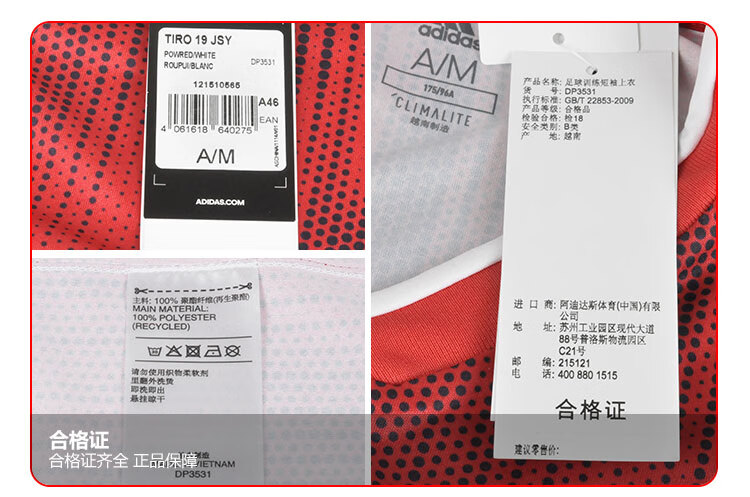 TIRO 19 JSY
POWRED/WHITE
ROUPUI/BLANC
DP3531
121510565
A46
EAN
4 061616 640275 >
A/M
ADIDAS.COM
主料: 100% 聚酯纤维(再生聚酯)
MAIN MATERIAL:
100% POLYESTER
(RECYCLED)
请勿使用织物柔软剂
里翻外洗熨
即洗即出
悬挂晾干
VIETNAM
DP3531
adidas
A/M
175/96A
CLIMALITE
越南制造
产品名称: 足球训练短袖上衣
货 号: DP3531
执行标准: GB/T 22853-2009
产品等级: 合格品
检验合格: 检18
安全类别: B类
产 地: 越南
进 口 商: 阿迪达斯体育(中国)有限
公司
地 址: 苏州工业园区现代大道
88号普洛斯物流园区
C21号
邮 编: 215121
电 话: 400 880 1515
合格证
建议零售价:
合格证
合格证齐全 正品保障